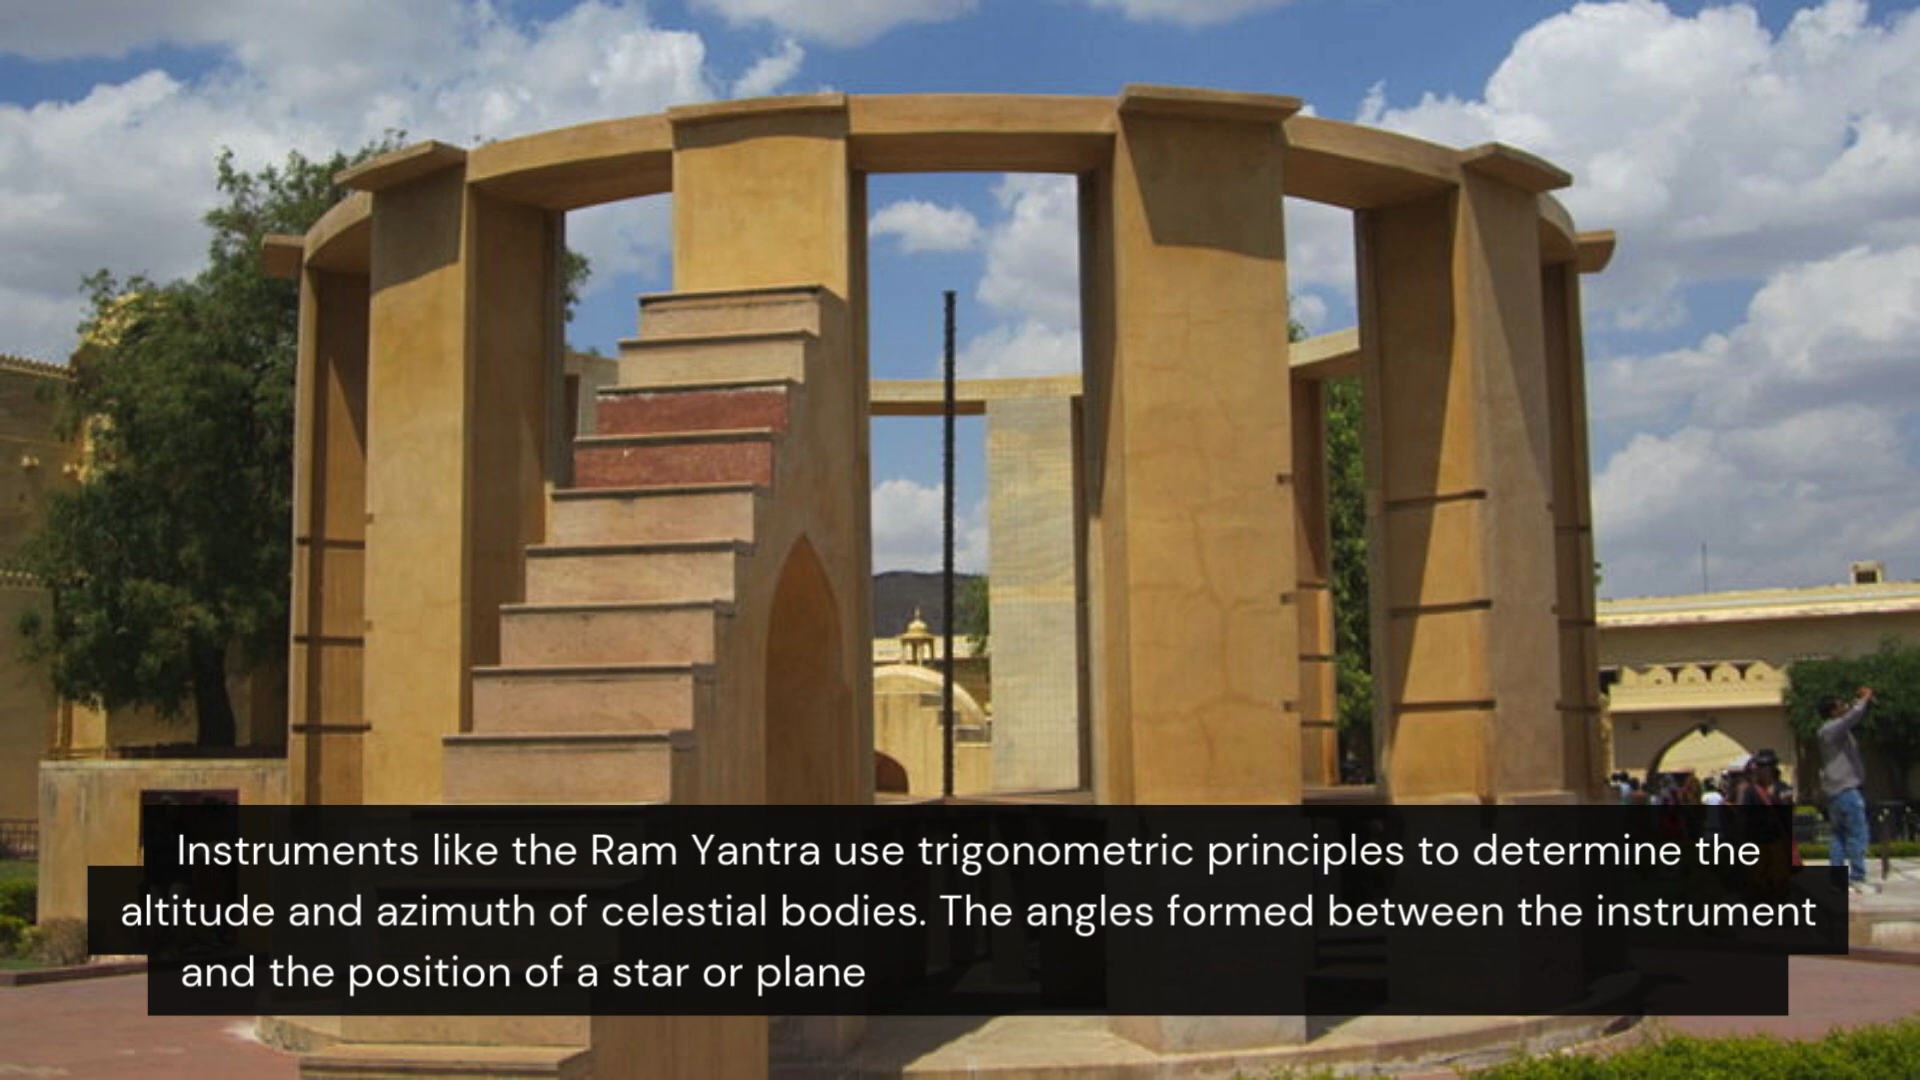 Instruments like the Ram Yantra use trigonometric principles to determine the
altitude and azimuth of celestial bodies. The angles formed between the instrument
and the position of a star or plane